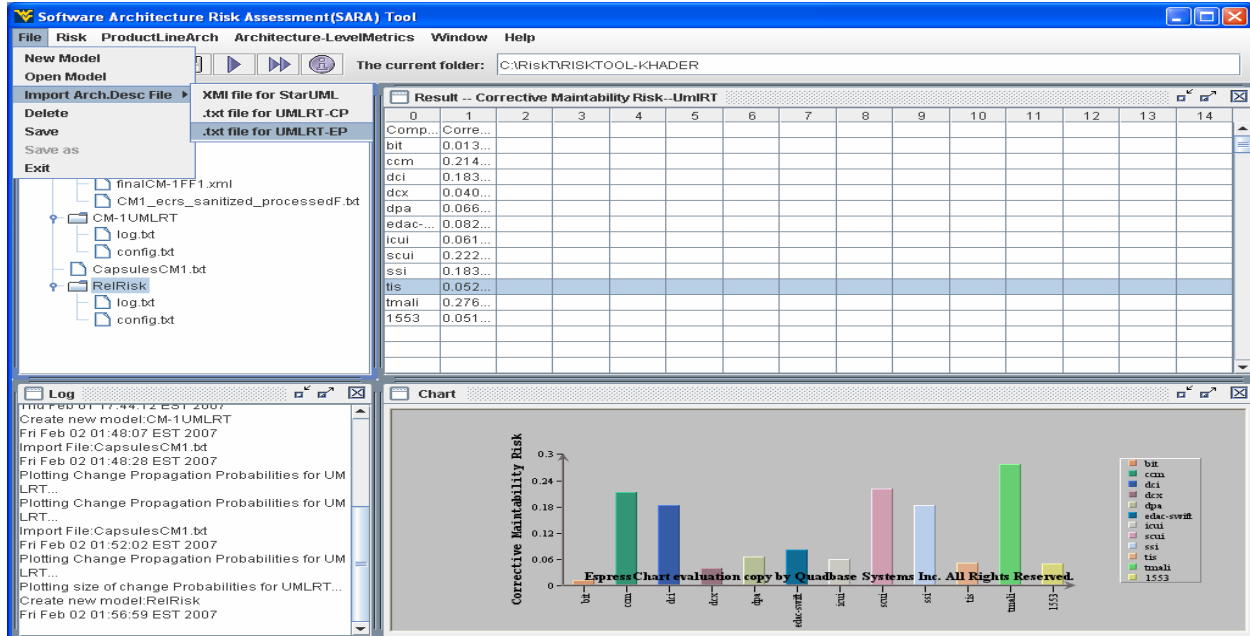 Software Architecture Risk Assessment(SARA) Tool
File Risk ProductLineArch Architecture-LevelMetrics Window Help
New Model
Open Model
Import Arch.Desc File
Delete
Save
Save as
Exit
XMI file for StarUML
.txt file for UMLRT-CP
.txt file for UMLRT-EP
The current folder: C:\RiskT\RISKTOOL-KHADER
finalCM-1FF1.xml
CM1_ecrs_sanitized_processedF.txt
CM-1UMLRT
log.txt
config.txt
CapsulesCM1.txt
RelRisk
log.txt
config.txt
Result -- Corrective Maintability Risk--UmlRT
0 1 2 3 4 5 6 7 8 9 10 11 12 13 14
Comp... Corre...
bit 0.013...
ccm 0.214...
dci 0.183...
dcx 0.040...
dpa 0.066...
edac-... 0.082...
icui 0.061...
scui 0.222...
ssi 0.183...
tis 0.052...
tmali 0.276...
1553 0.051...
Log
Thu Feb 01 17:44:12 EST 2007
Create new model:CM-1UMLRT
Fri Feb 02 01:48:07 EST 2007
Import File:CapsulesCM1.txt
Fri Feb 02 01:48:28 EST 2007
Plotting Change Propagation Probabilities for UM
LRT...
Plotting Change Propagation Probabilities for UM
LRT...
Import File:CapsulesCM1.txt
Fri Feb 02 01:52:02 EST 2007
Plotting Change Propagation Probabilities for UM
LRT...
Plotting size of change Probabilities for UMLRT...
Create new model:RelRisk
Fri Feb 02 01:56:59 EST 2007
Chart
Corrective Maintability Risk
0.3
0.24
0.18
0.12
0.06
0
EspressChart evaluation copy by Quadbase Systems Inc. All Rights Reserved.
bit
ccm
dci
dcx
dpa
edac-swift
icui
scui
ssi
tis
tmali
1553
bit
ccm
dci
dcx
dpa
edac-swift
icui
scui
ssi
tis
tmali
1553